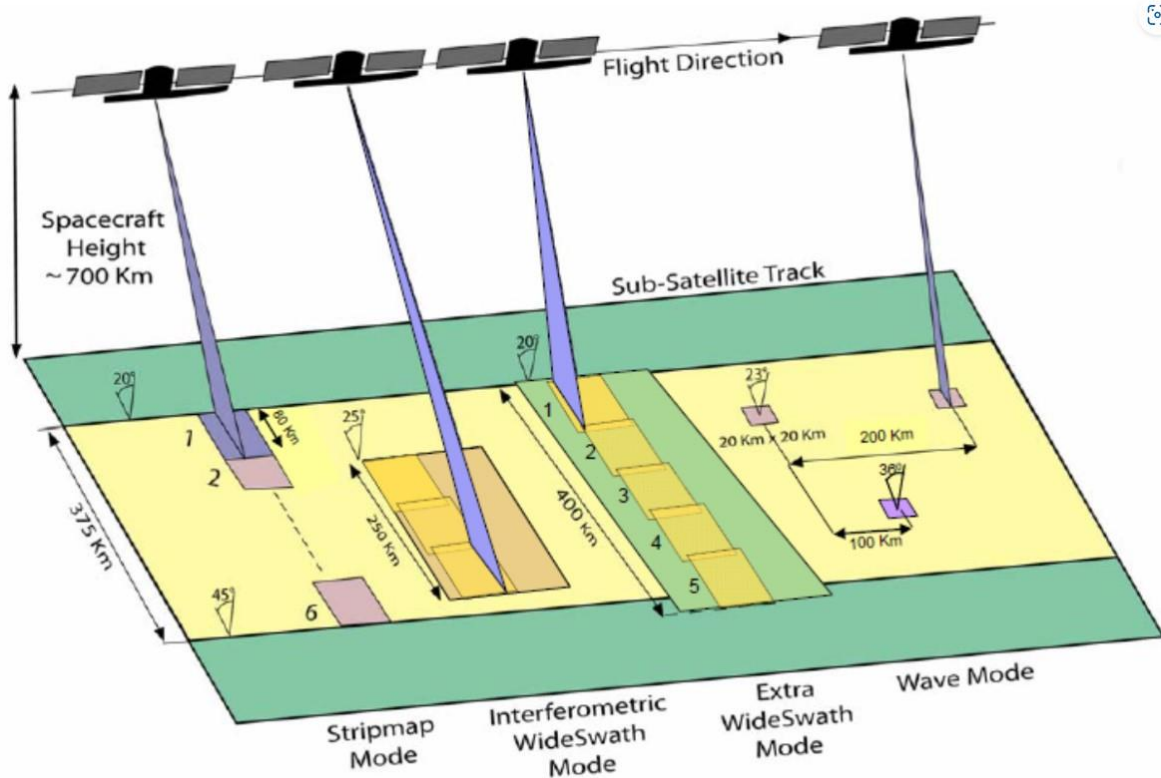 Flight Direction
Spacecraft
Height
~700 Km
Sub-Satellite Track
20°
20°
23°
25°
1
80 Km
1
20 Km x 20 Km
200 Km
2
2
36°
375 Km
3
250 Km
400 Km
4
100 Km
45°
6
5
Stripmap
Mode
Interferometric
WideSwath
Mode
Extra
WideSwath
Mode
Wave Mode